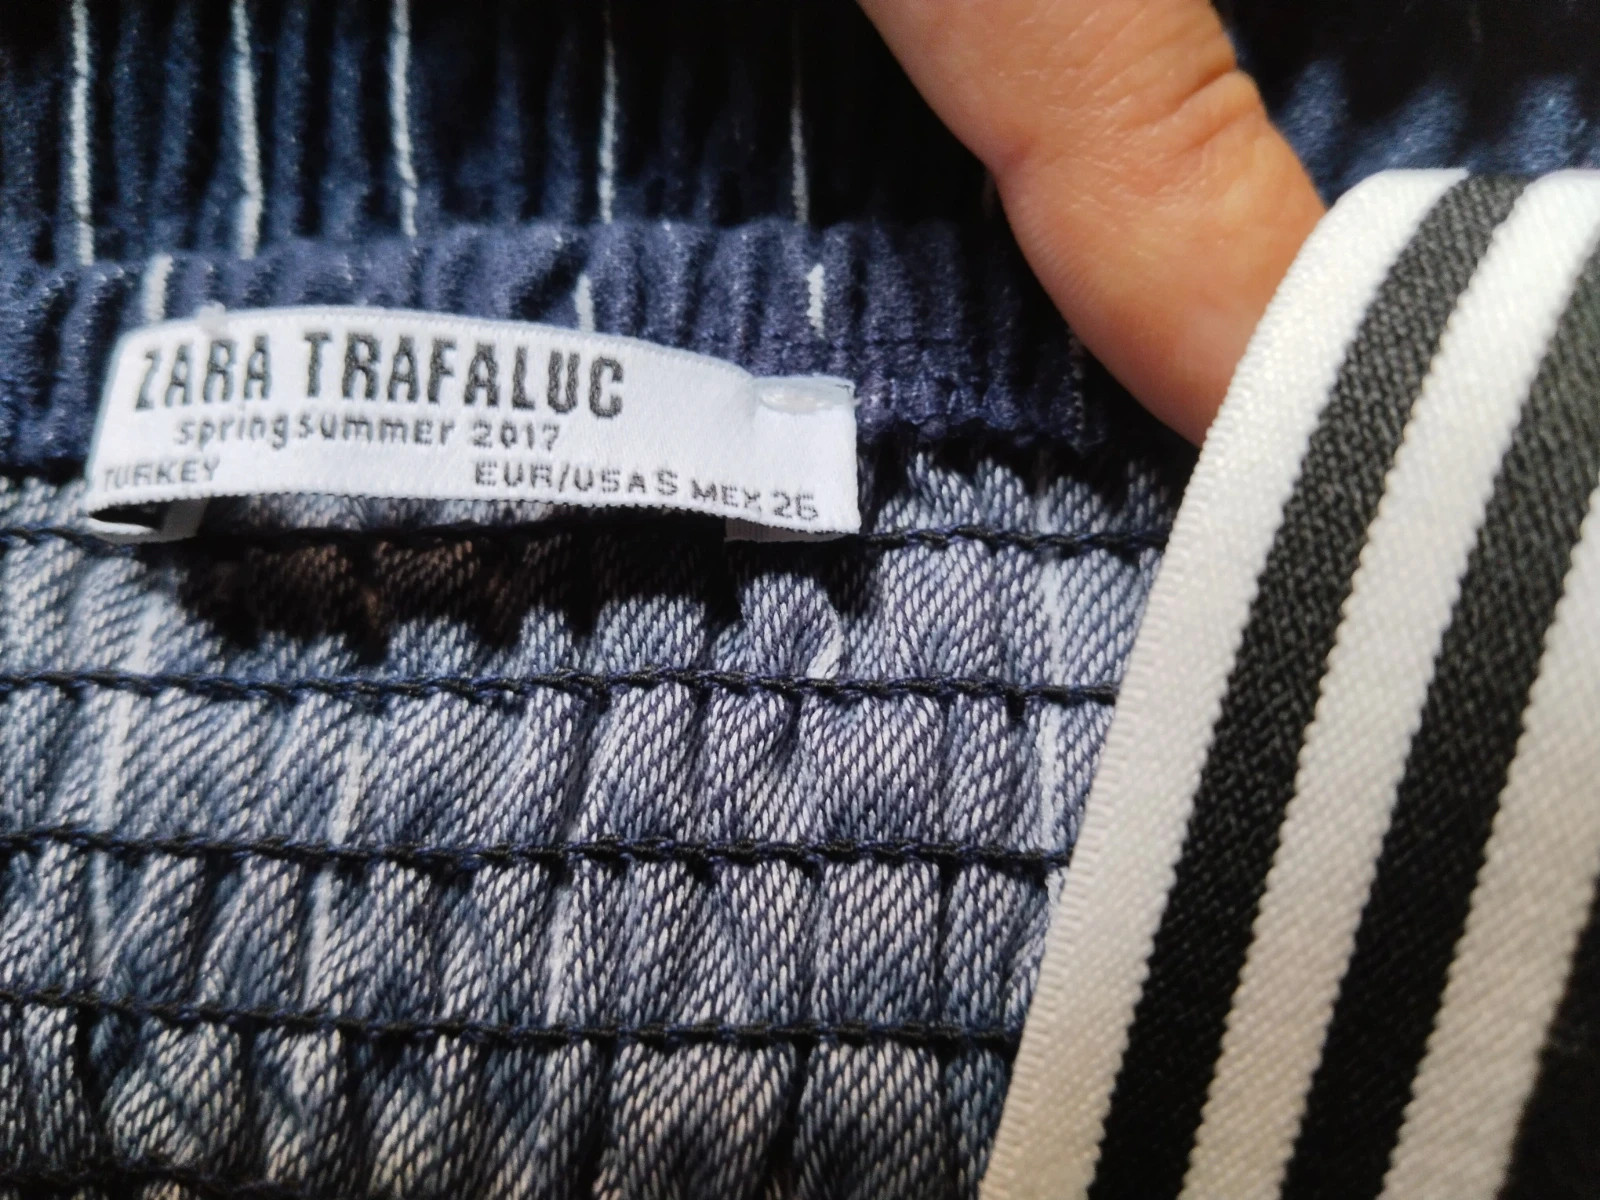 ZARA TRAFALUC
springsummer 2017
TURKEY EUR/USA S MEX 26